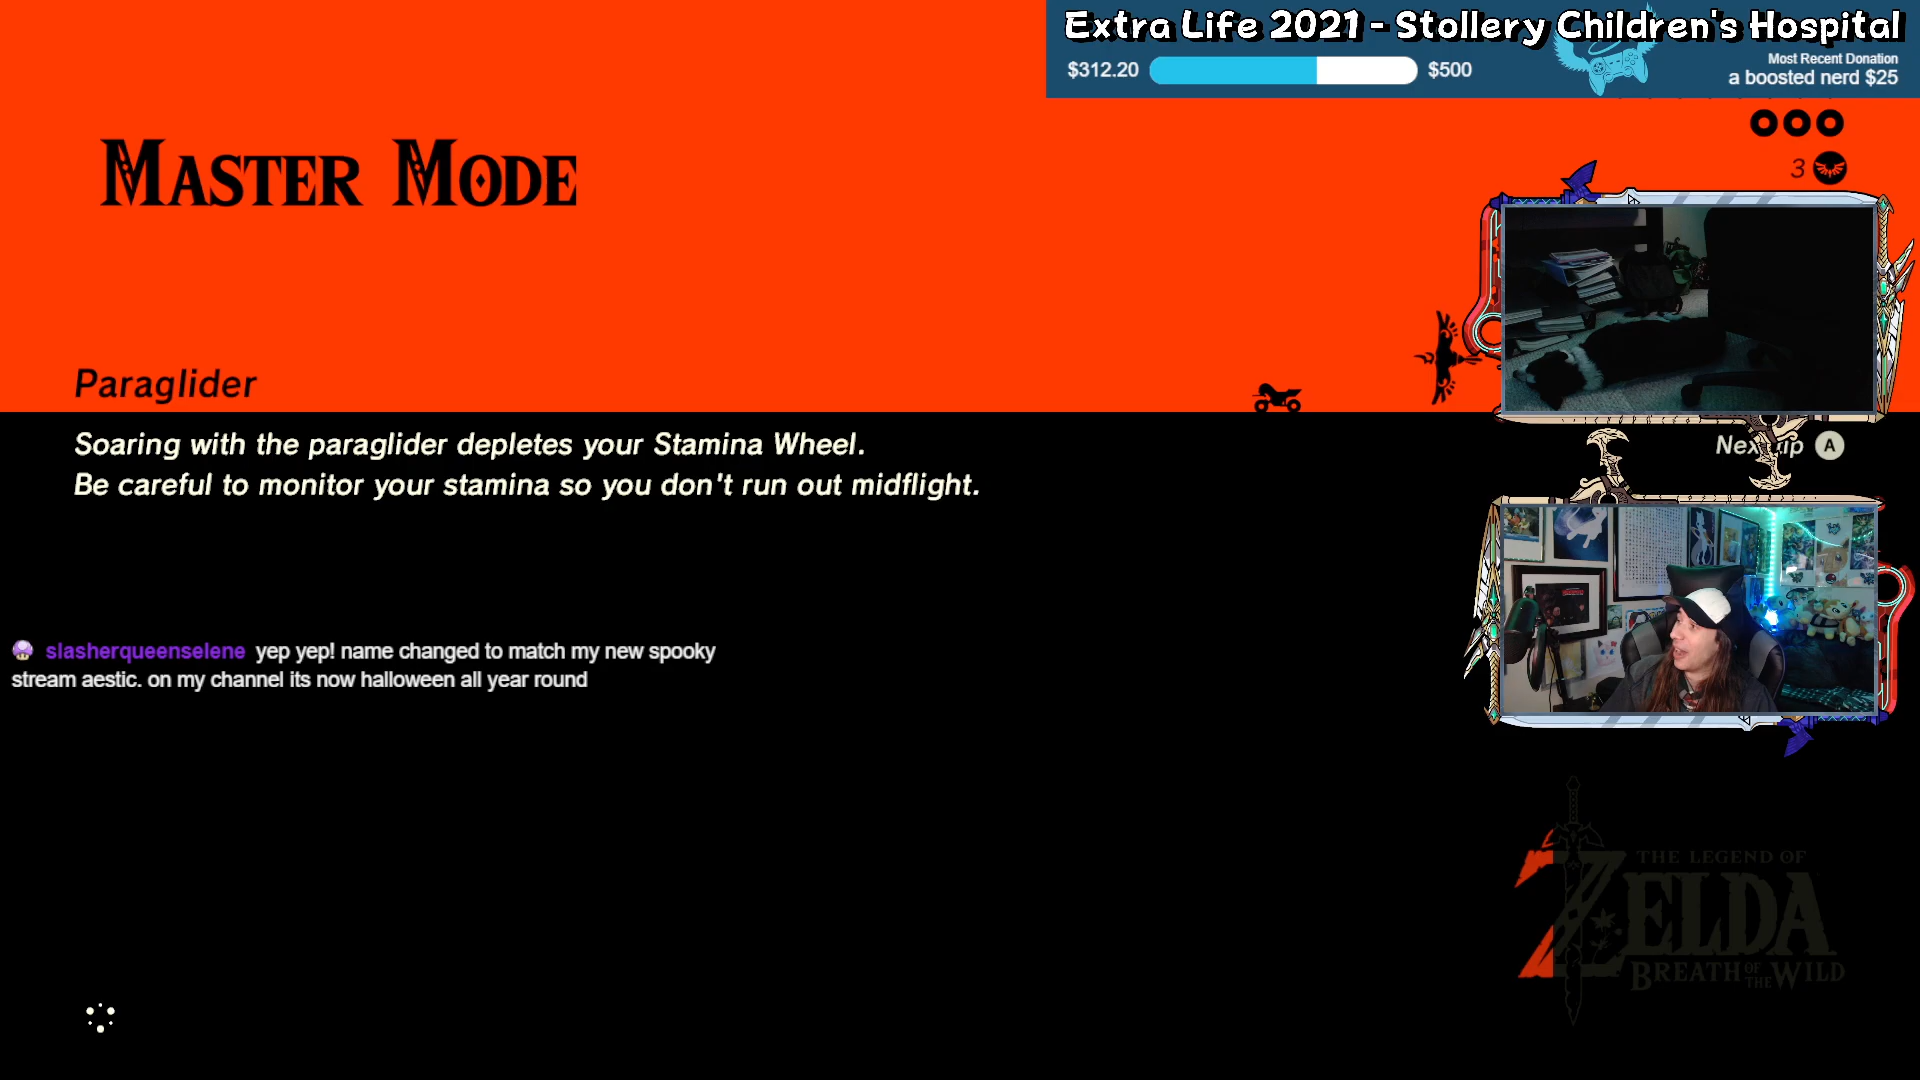 Extra Life 2021 - Stollery Children's Hospital
$312.20 $500
Most Recent Donation
a boosted nerd $25
MASTER MODE
3
Paraglider
Soaring with the paraglider depletes your Stamina Wheel.
Be careful to monitor your stamina so you don't run out midflight.
Next Tip A
slasherqueenselene yep yep! name changed to match my new spooky
stream aestic. on my channel its now halloween all year round
THE LEGEND OF
ZELDA
BREATH OF THE WILD